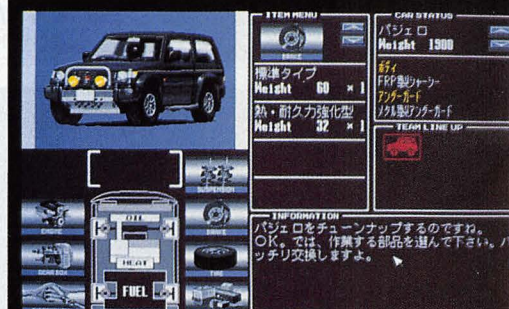 ITEM MENU
BRAKE
標準タイプ
Weight 60 ×1
熱・耐久力強化型
Weight 32 ×1
CAR STATUS
パジェロ
Weight 1900
ボディ
FRP製シャーシー
アンダーガード
メタル製アンダーガード
TEAM LINE UP
SUSPENSION
ENGINE
BRAKE
GEAR BOX
TIRE
OIL
HEAT
FUEL
INFORMATION
パジェロをチューンナップするのですね。
OK。では、作業する部品を選んで下さい。バ
ッチリ交換しますよ。